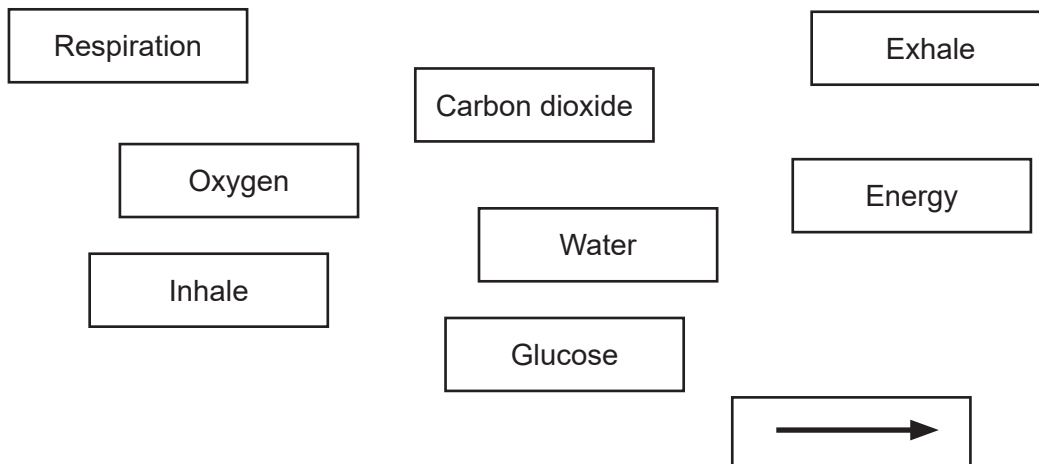 Respiration
Exhale
Carbon dioxide
Oxygen
Energy
Water
Inhale
Glucose